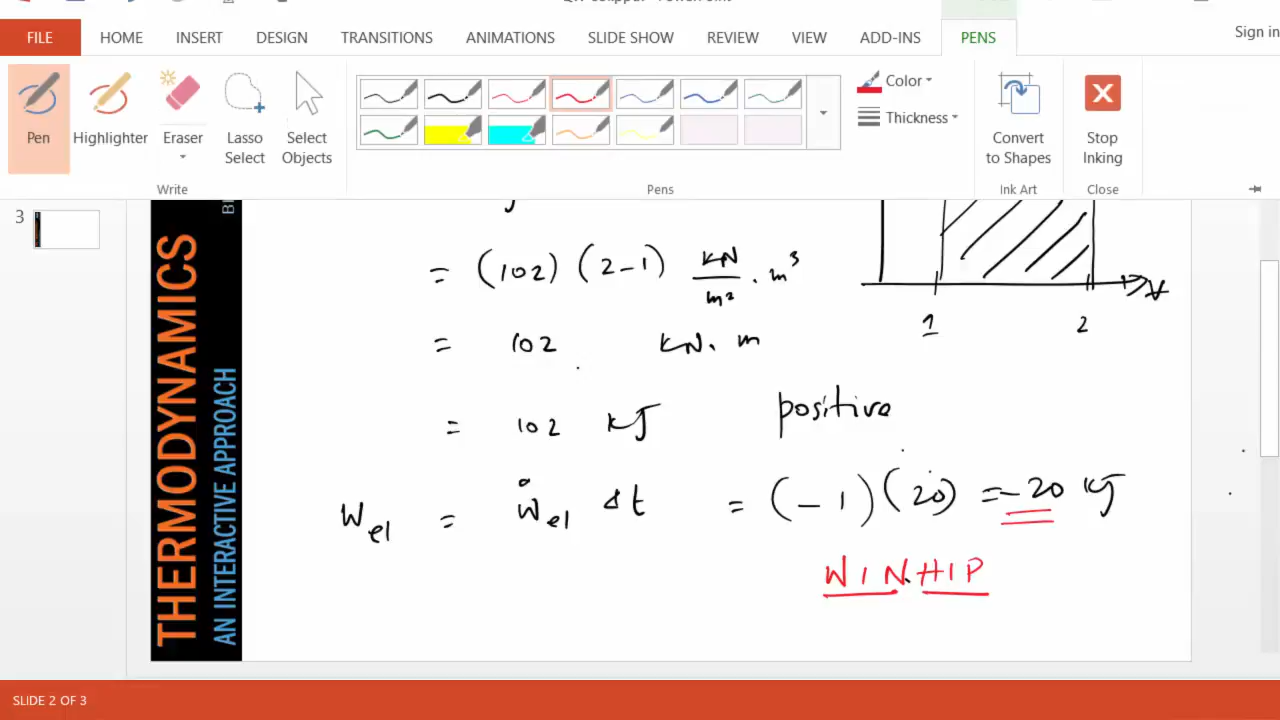 FILE HOME INSERT DESIGN TRANSITIONS ANIMATIONS SLIDE SHOW REVIEW VIEW ADD-INS PENS Sign in
Pen Highlighter Eraser Lasso Select Select Objects
Color
Thickness
Convert to Shapes
Stop Inking
Write Pens Ink Art Close
3
THERMODYNAMICS
AN INTERACTIVE APPROACH
= (102) (2-1) kN/m² · m³
1 2 V
= 102 kN. m
= 102 kJ positive
W_el = Ẇ_el Δt = (-1)(20) = -20 kJ
WINHIP
SLIDE 2 OF 3